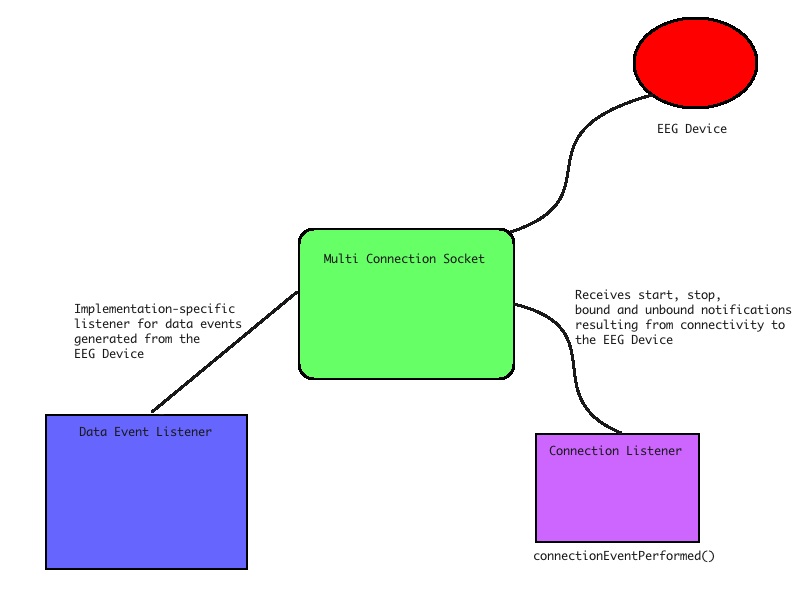 EEG Device
Multi Connection Socket
Implementation-specific
listener for data events
generated from the
EEG Device
Receives start, stop,
bound and unbound notifications
resulting from connectivity to
the EEG Device
Data Event Listener
Connection Listener
connectionEventPerformed()